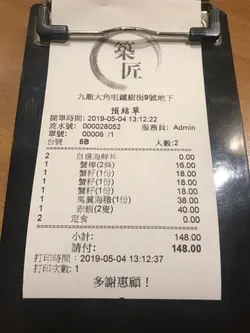 築匠
九龍大角咀鐵樹街9號地下
預結單
開單時間: 2019-05-04 13:12:22
流水號: 000028052 服務員: Admin
單號: 00006 /1
台號 6B 人數:2
2 自選海鮮丼 0.00
1 蟹棒(2條) 16.00
1 蟹籽(1份) 18.00
1 蟹籽(1份) 18.00
1 蟹籽(1份) 18.00
1 馬糞海膽(1份) 38.00
1 赤蝦(2隻) 40.00
2 定食 0.00
小計: 148.00
請付: 148.00
打印時間: 2019-05-04 13:12:37
打印次數: 1
多謝惠顧!